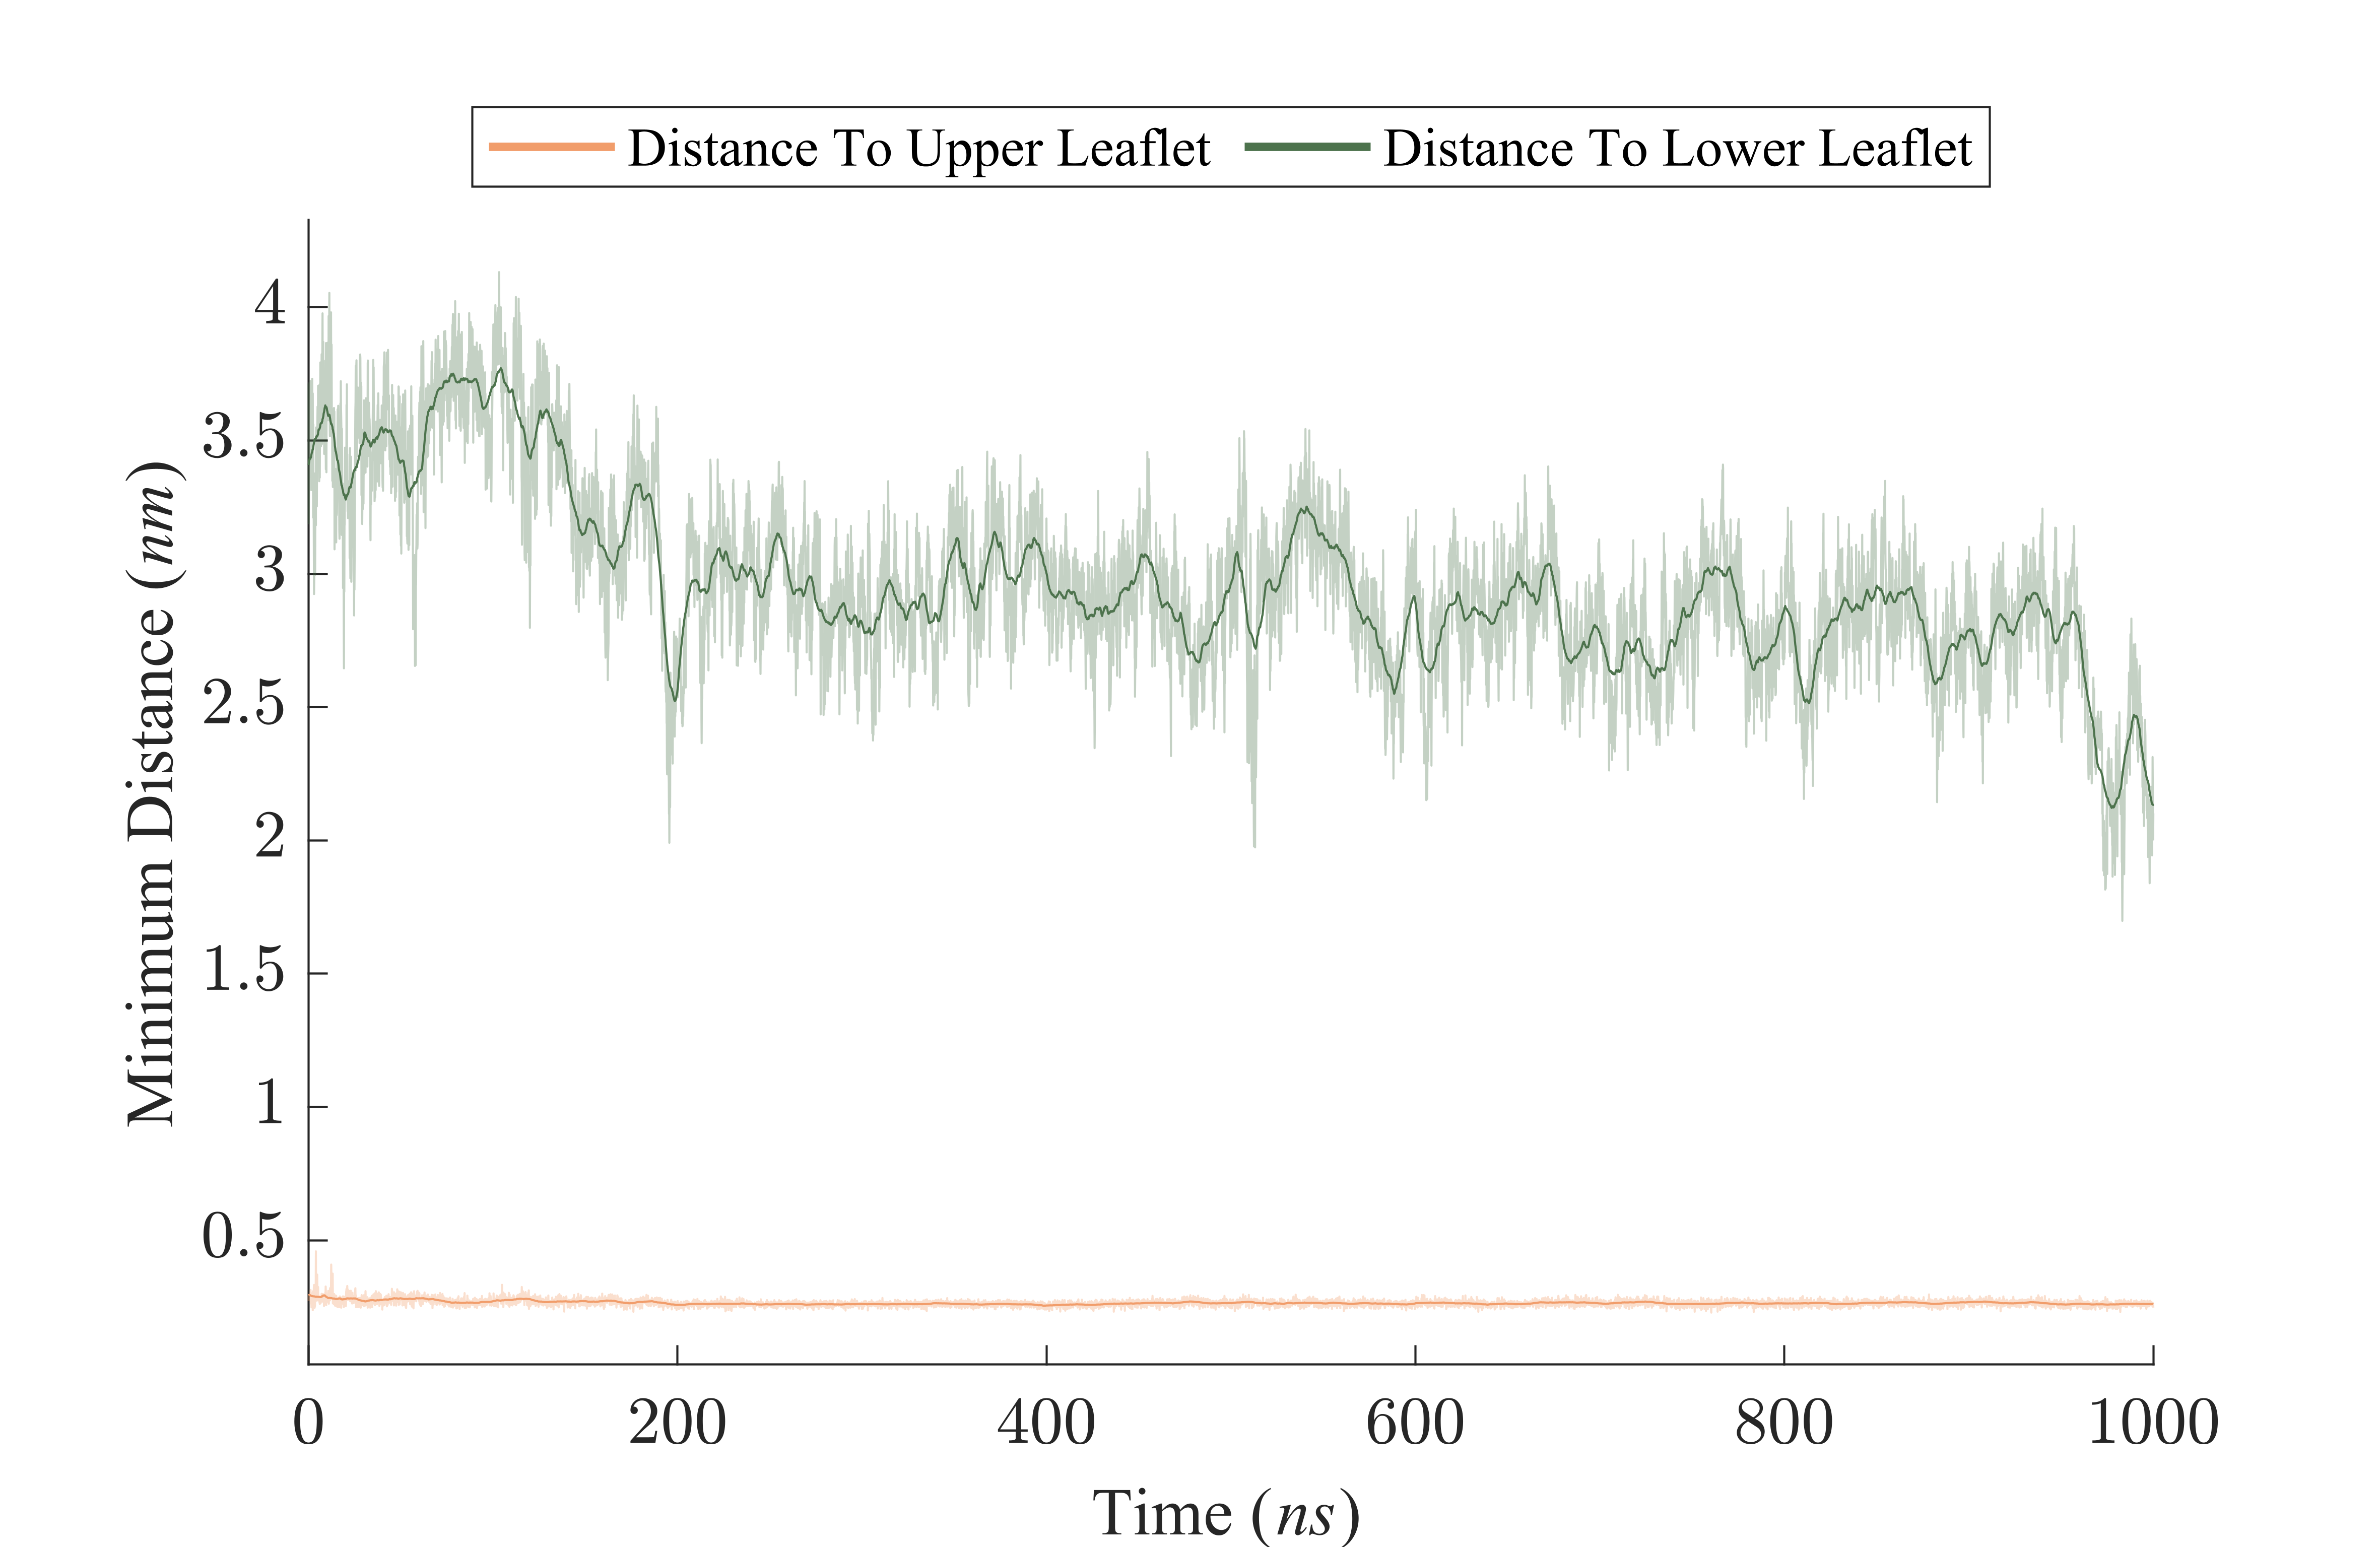 Distance To Upper Leaflet Distance To Lower Leaflet
Minimum Distance (nm)
4
3.5
3
2.5
2
1.5
1
0.5
0 200 400 600 800 1000
Time (ns)